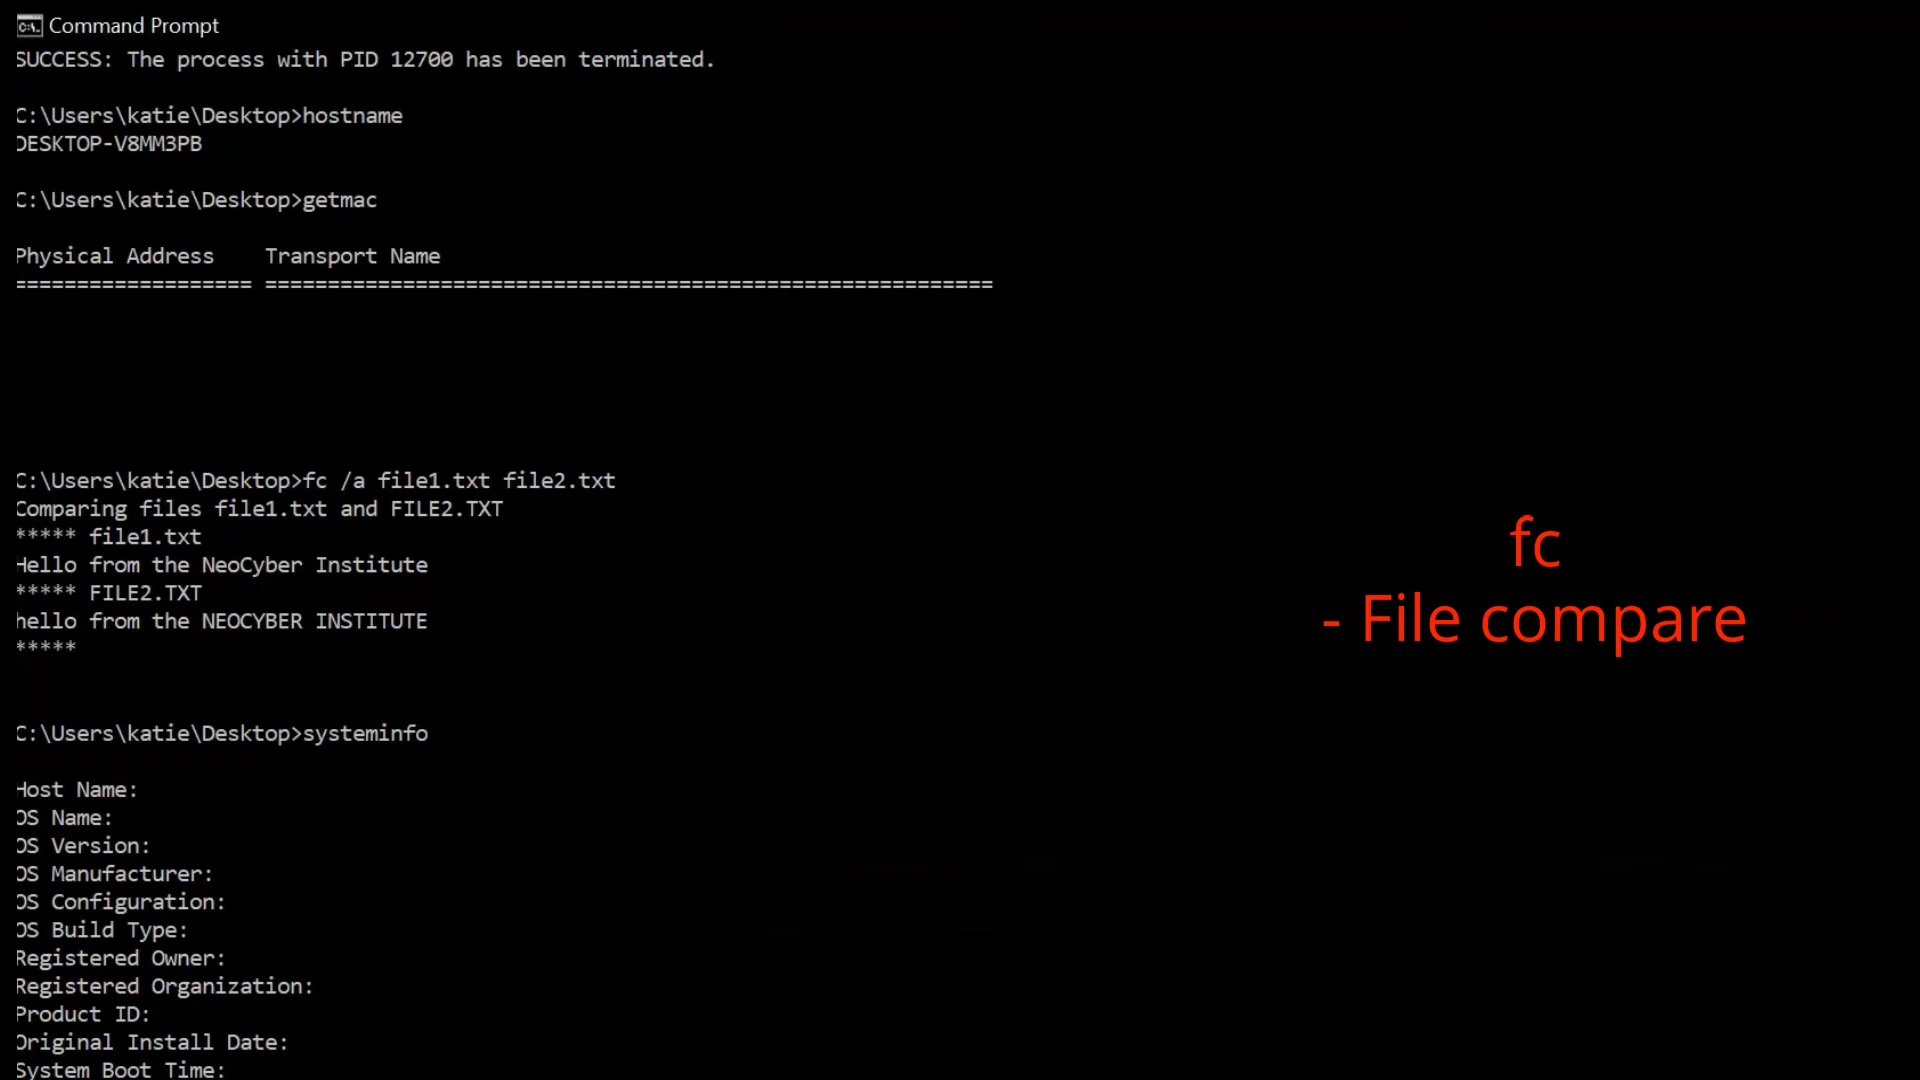 Command Prompt
SUCCESS: The process with PID 12700 has been terminated.
C:\Users\katie\Desktop>hostname
DESKTOP-V8MM3PB
C:\Users\katie\Desktop>getmac
Physical Address    Transport Name
=================== ==========================================================
C:\Users\katie\Desktop>fc /a file1.txt file2.txt
Comparing files file1.txt and FILE2.TXT
***** file1.txt
Hello from the NeoCyber Institute
***** FILE2.TXT
hello from the NEOCYBER INSTITUTE
*****
fc
- File compare
C:\Users\katie\Desktop>systeminfo
Host Name:
OS Name:
OS Version:
OS Manufacturer:
OS Configuration:
OS Build Type:
Registered Owner:
Registered Organization:
Product ID:
Original Install Date:
System Boot Time: